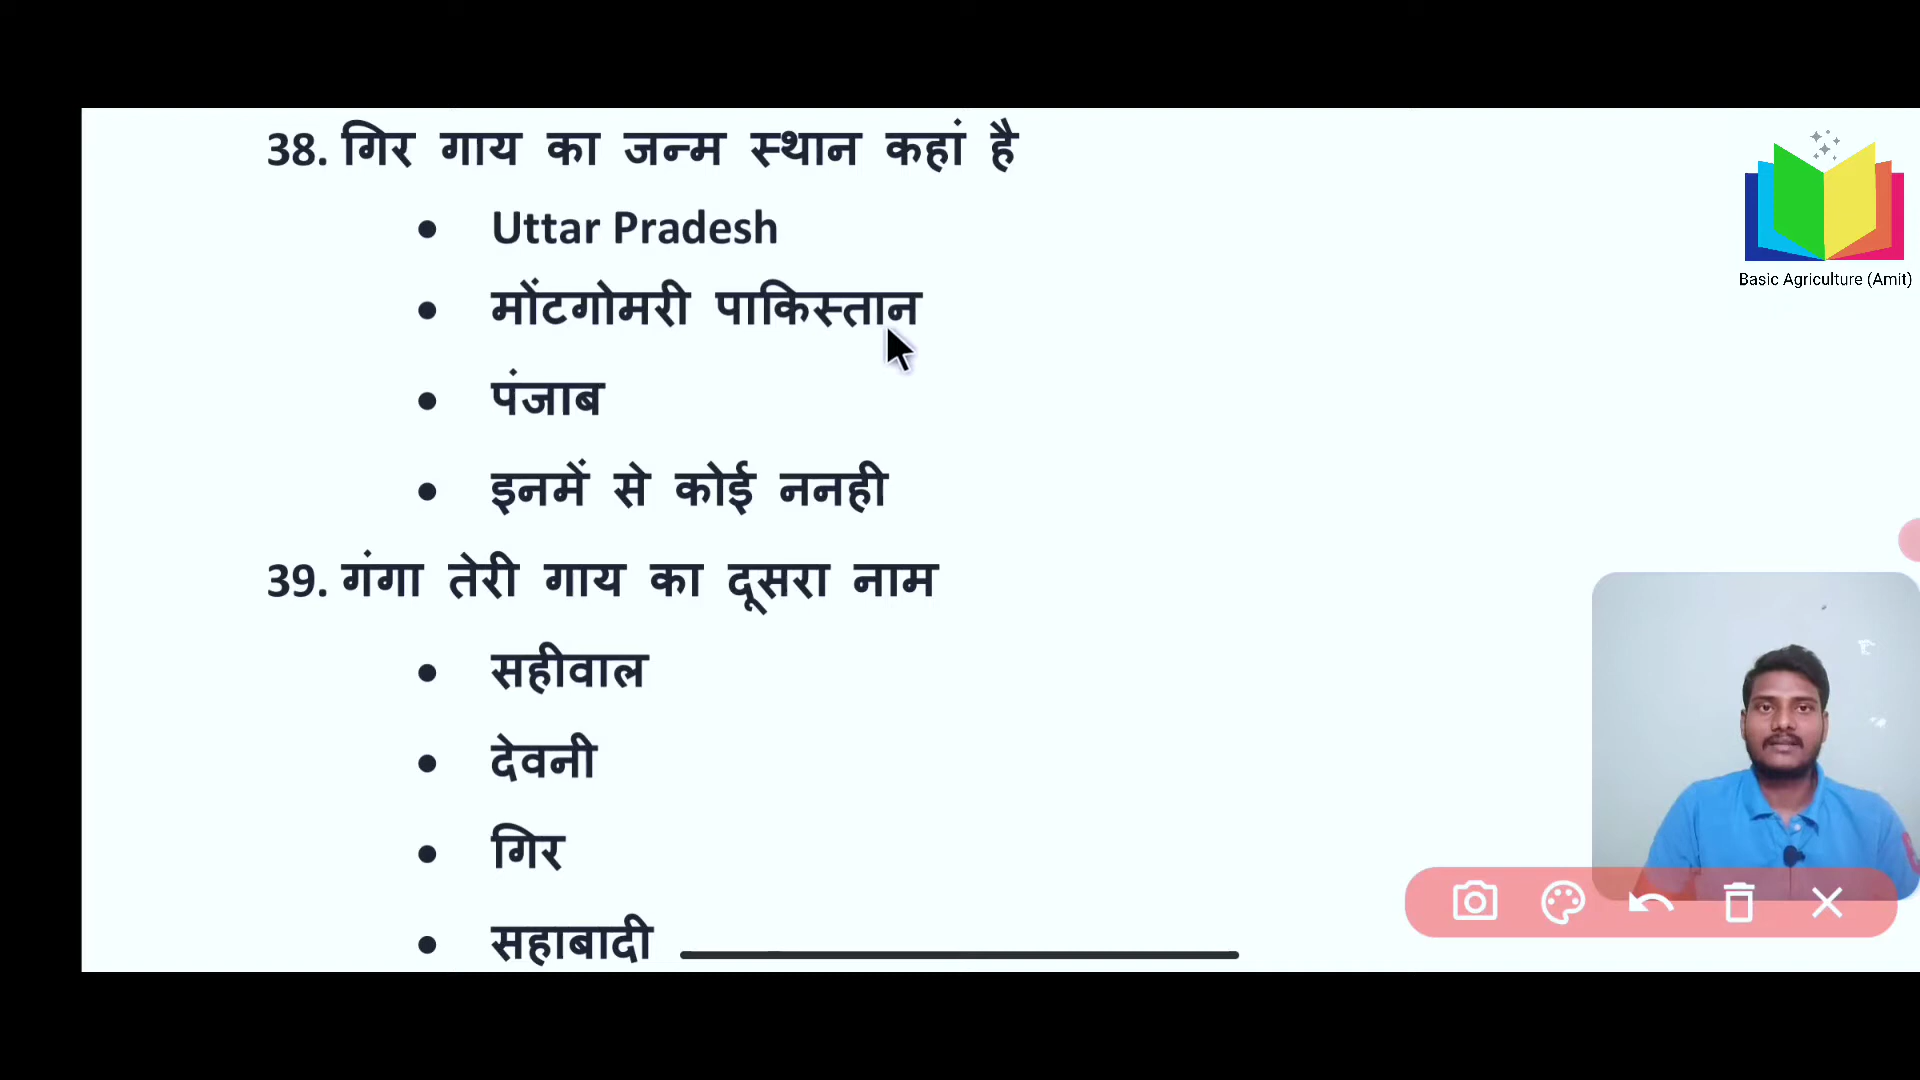 38. गिर गाय का जन्म स्थान कहां है
• Uttar Pradesh
• मोंटगोमरी पाकिस्तान
• पंजाब
• इनमें से कोई ननही
39. गंगा तेरी गाय का दूसरा नाम
• सहीवाल
• देवनी
• गिर
• सहाबादी
Basic Agriculture (Amit)